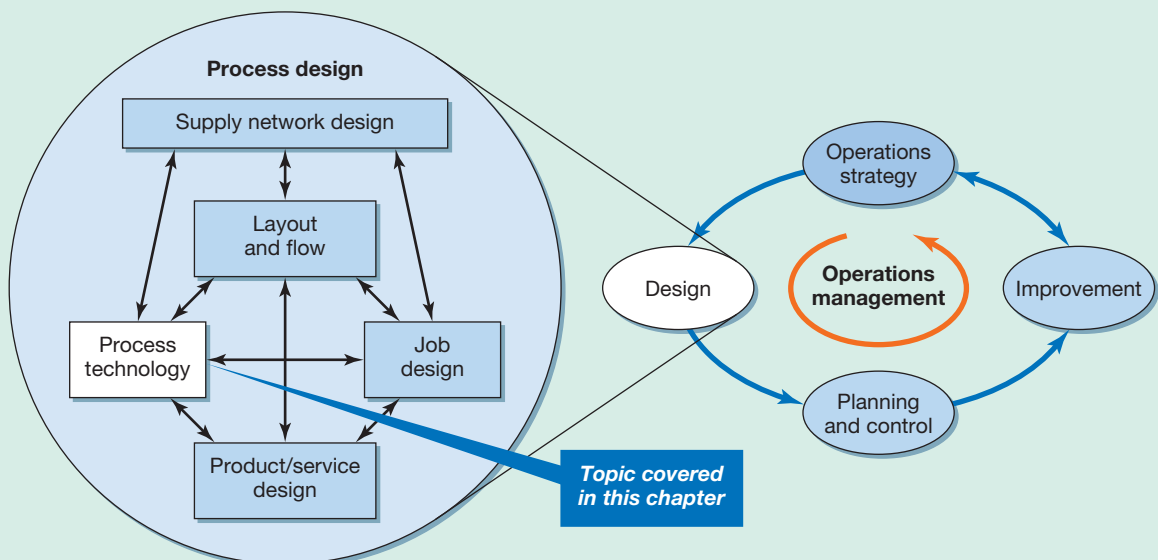 Process design
Supply network design
Layout
and flow
Process
technology
Job
design
Product/service
design
Topic covered
in this chapter
Operations
strategy
Design
Operations
management
Improvement
Planning
and control